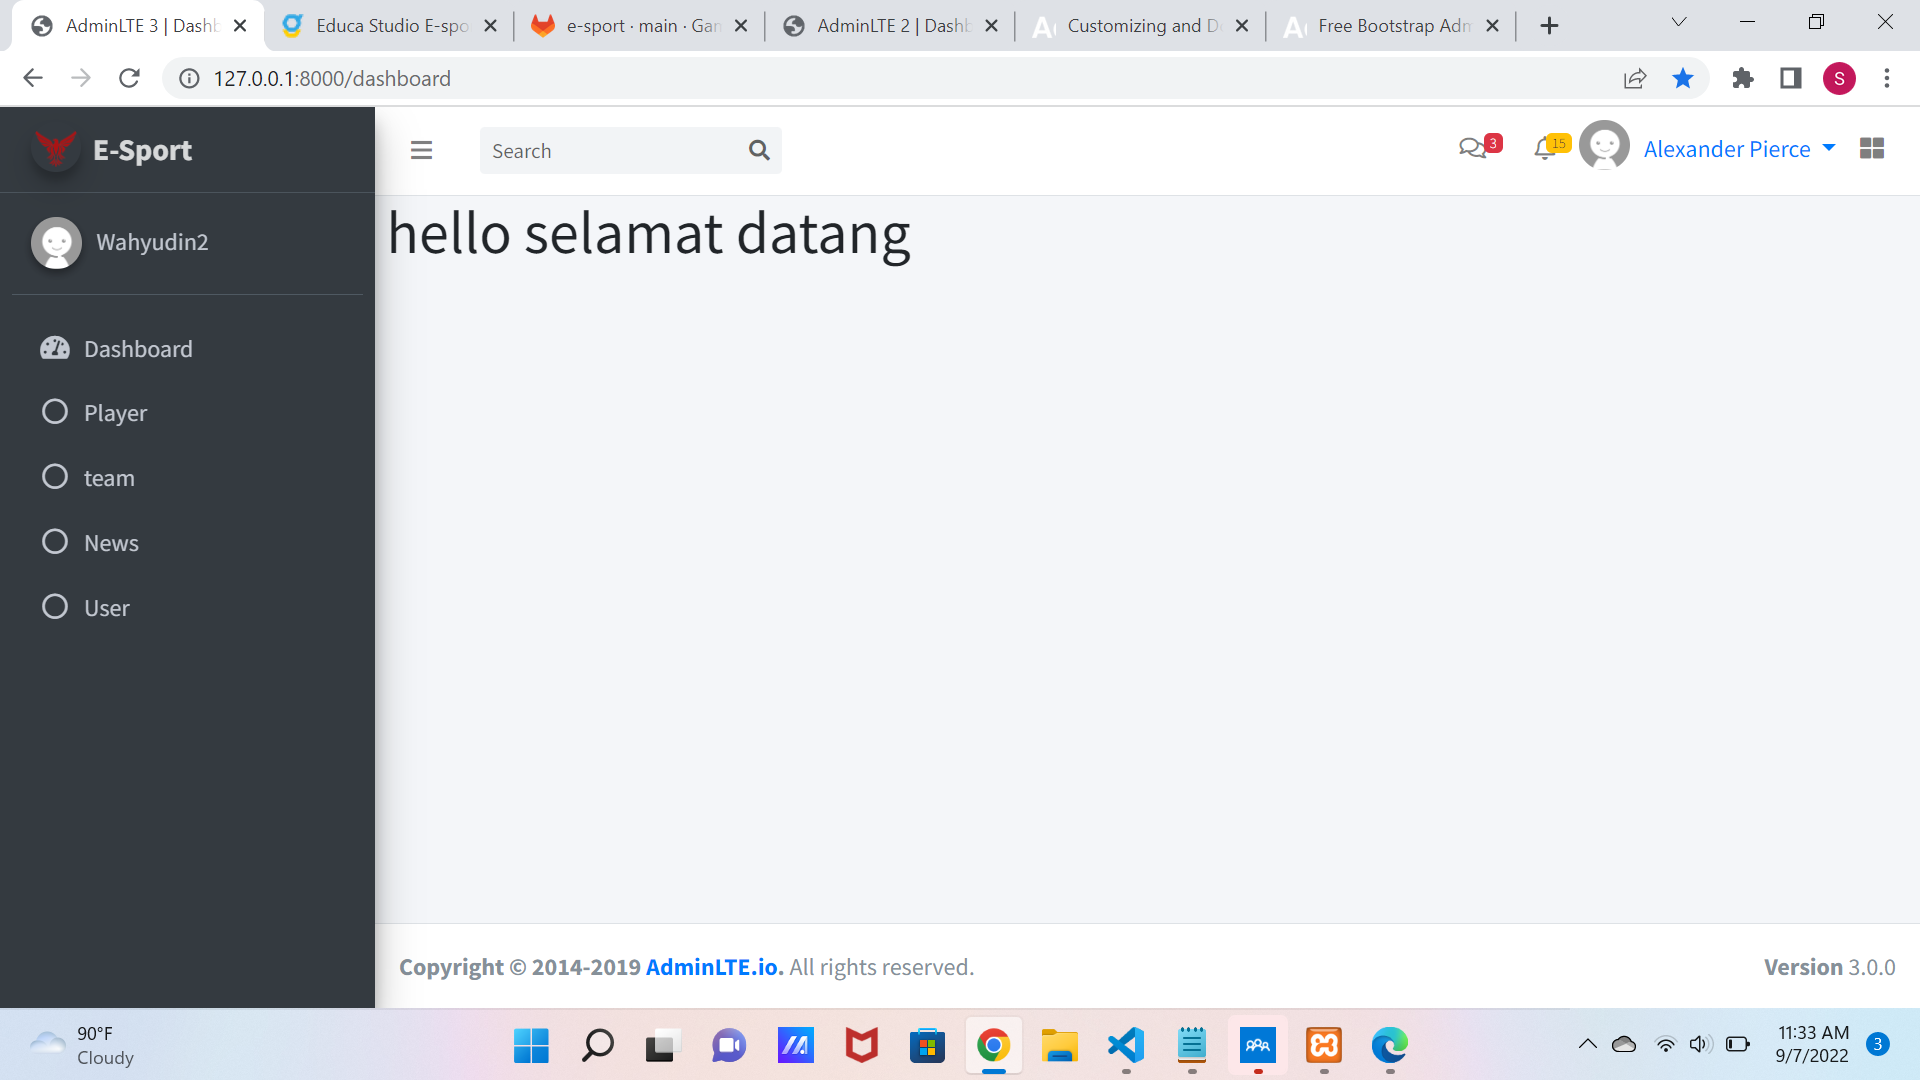 AdminLTE 3 | Dashb
Educa Studio E-spo
e-sport · main · Gam
AdminLTE 2 | Dashb
Customizing and De
Free Bootstrap Adm
127.0.0.1:8000/dashboard
S
E-Sport
Search
3
15
Alexander Pierce
Wahyudin2
hello selamat datang
Dashboard
Player
team
News
User
Copyright © 2014-2019 AdminLTE.io. All rights reserved.
Version 3.0.0
90°F
Cloudy
11:33 AM
9/7/2022
3